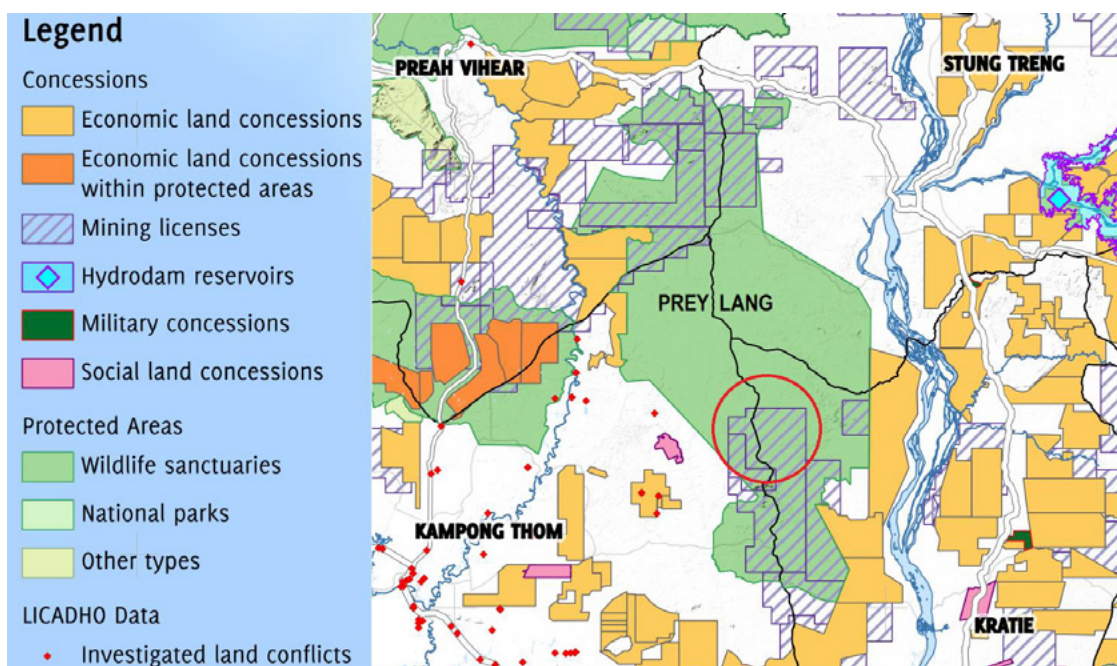 Legend
Concessions
Economic land concessions
Economic land concessions
within protected areas
Mining licenses
Hydrodam reservoirs
Military concessions
Social land concessions
Protected Areas
Wildlife sanctuaries
National parks
Other types
LICADHO Data
Investigated land conflicts
PREAH VIHEAR
STUNG TRENG
PREY LANG
KAMPONG THOM
KRATIE